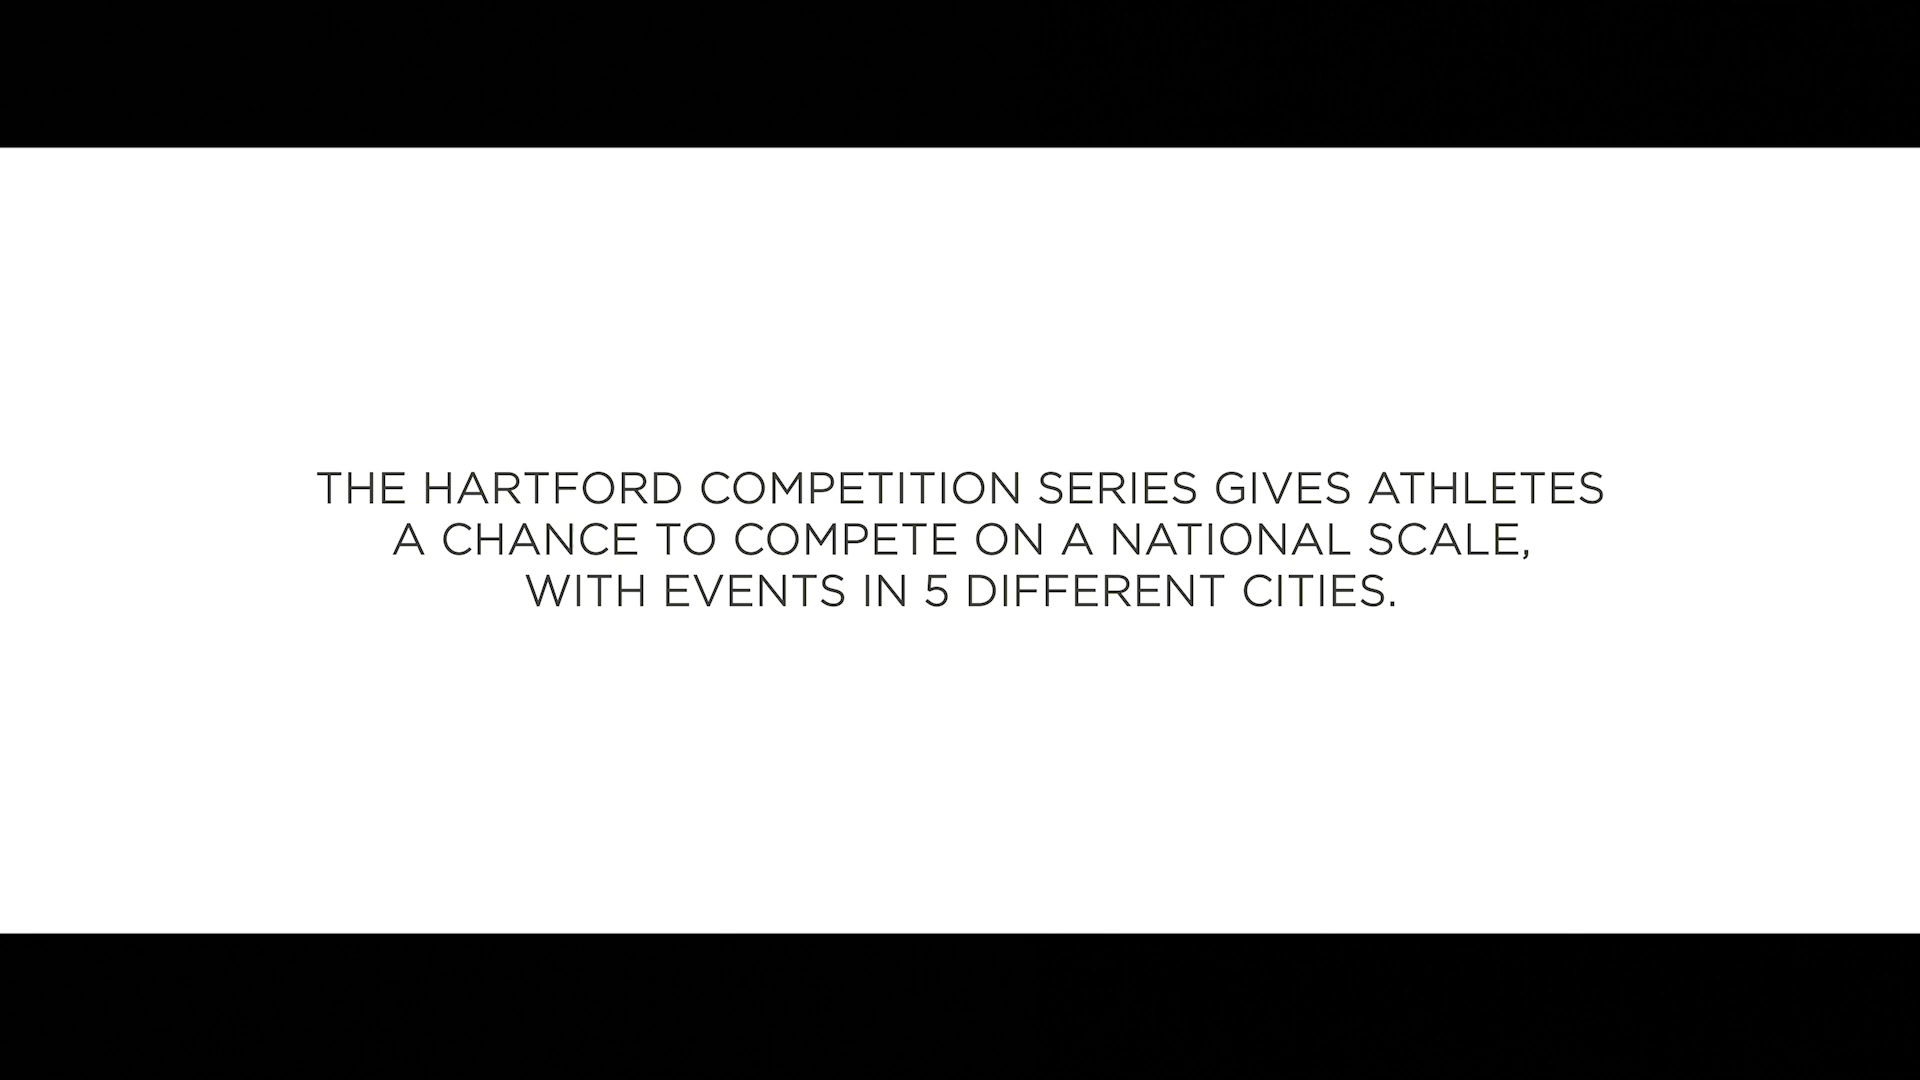 THE HARTFORD COMPETITION SERIES GIVES ATHLETES
A CHANCE TO COMPETE ON A NATIONAL SCALE,
WITH EVENTS IN 5 DIFFERENT CITIES.